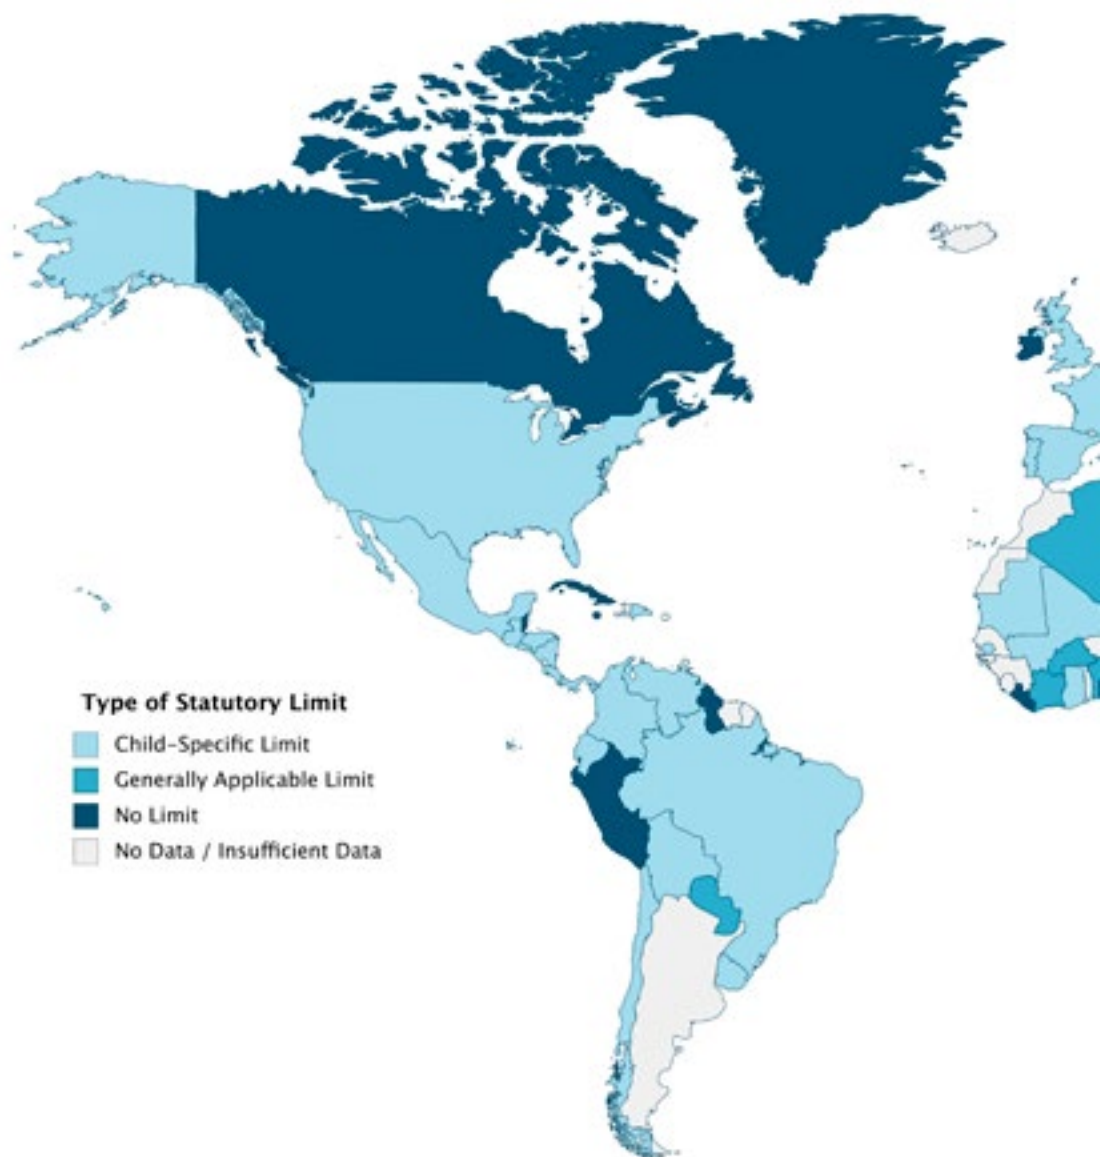 Type of Statutory Limit
Child-Specific Limit
Generally Applicable Limit
No Limit
No Data / Insufficient Data